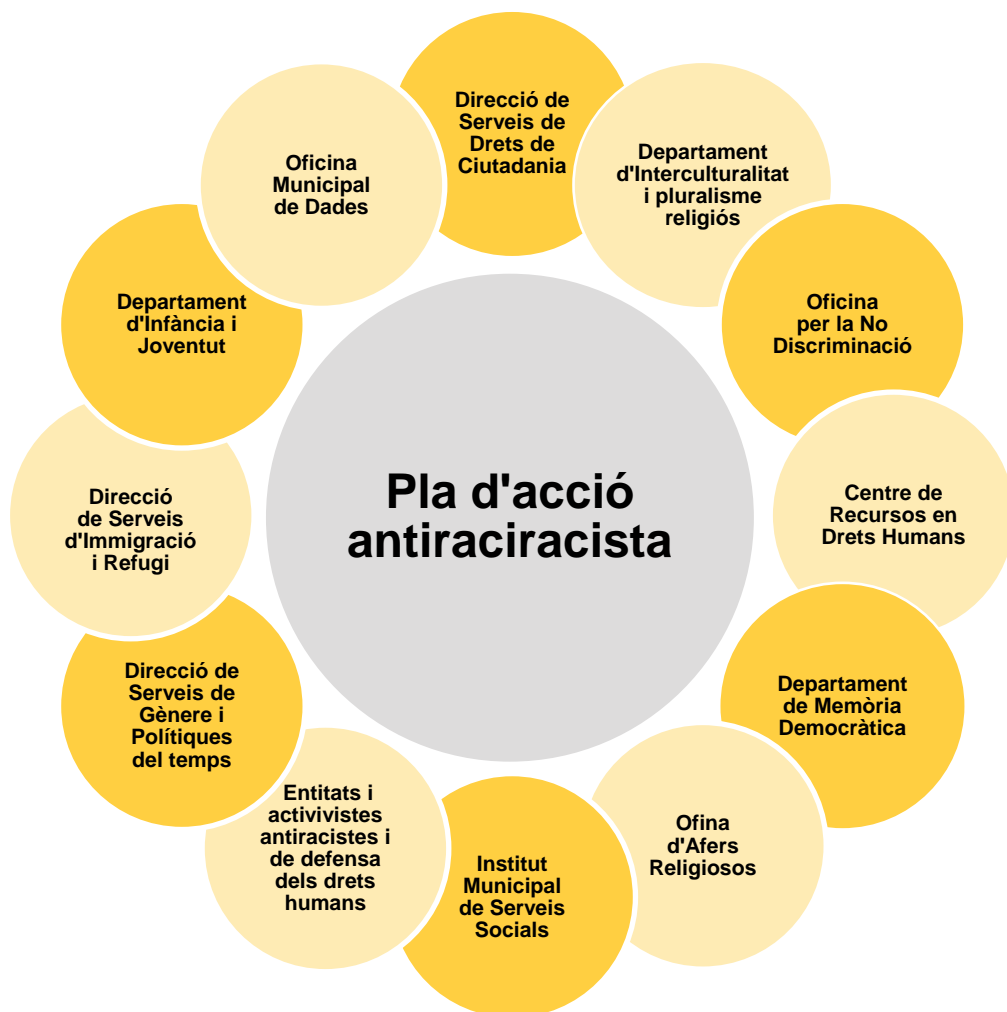 Direcció de
Serveis de
Drets de
Ciutadania
Departament
d'Interculturalitat
i pluralisme
religiós
Oficina
per la No
Discriminació
Centre de
Recursos en
Drets Humans
Departament
de Memòria
Democràtica
Ofina
d'Afers
Religiosos
Institut
Municipal
de Serveis
Socials
Entitats i
activivistes
antiracistes i
de defensa
dels drets
humans
Direcció de
Serveis de
Gènere i
Polítiques
del temps
Direcció
de Serveis
d'Immigració
i Refugi
Departament
d'Infància i
Joventut
Oficina
Municipal
de Dades
Pla d'acció
antiraciracista